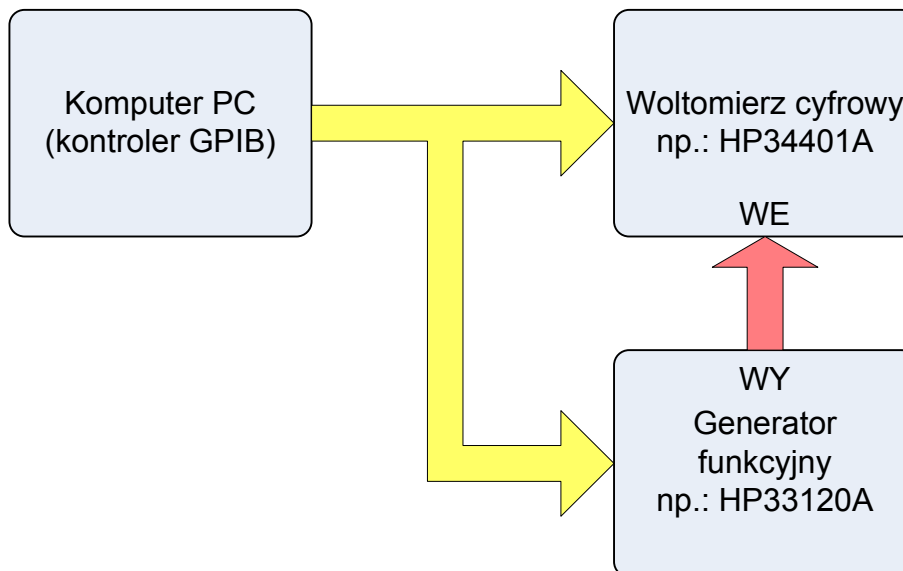 Komputer PC
(kontroler GPIB)
Woltomierz cyfrowy
np.: HP34401A
WE
WY
Generator
funkcyjny
np.: HP33120A